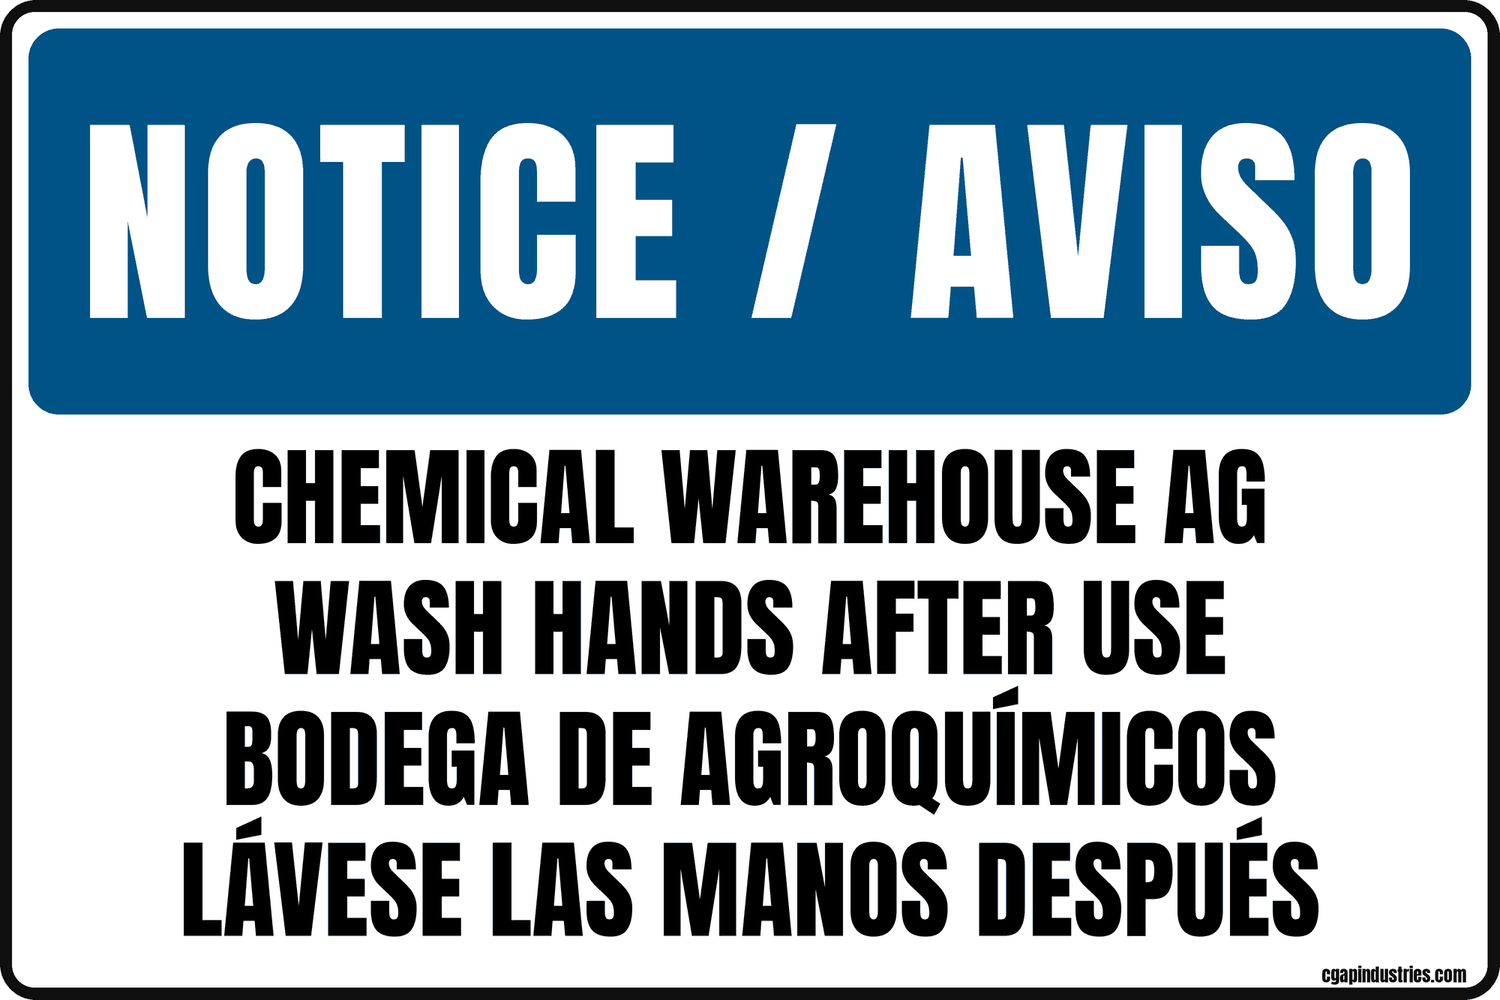 NOTICE / AVISO
CHEMICAL WAREHOUSE AG
WASH HANDS AFTER USE
BODEGA DE AGROQUÍMICOS
LÁVESE LAS MANOS DESPUÉS
cgapindustries.com